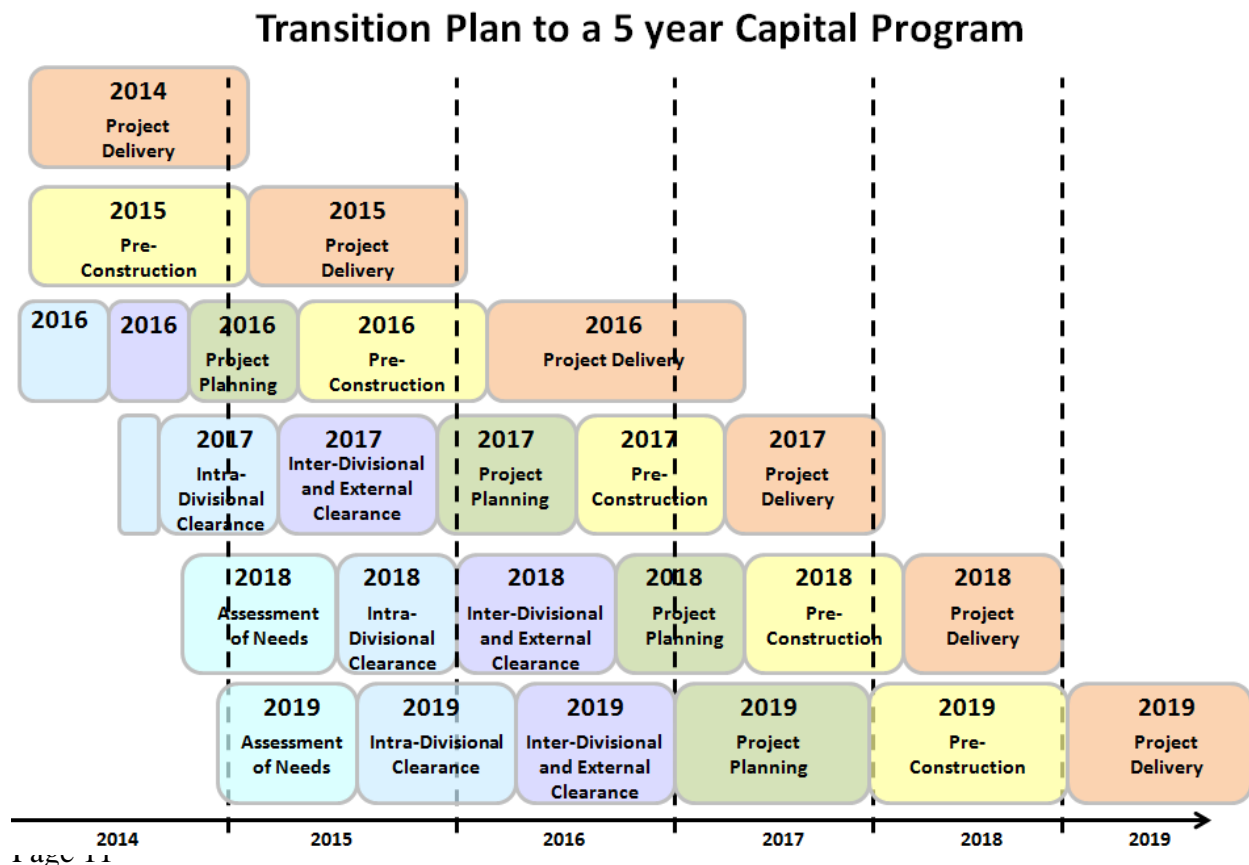 Transition Plan to a 5 year Capital Program
2014
Project
Delivery
2015
Pre-
Construction
2015
Project
Delivery
2016
2016
2016
Project
Planning
2016
Pre-
Construction
2016
Project Delivery
2017
Intra-
Divisional
Clearance
2017
Inter-Divisional
and External
Clearance
2017
Project
Planning
2017
Pre-
Construction
2017
Project
Delivery
2018
Assessment
of Needs
2018
Intra-
Divisional
Clearance
2018
Inter-Divisional
and External
Clearance
2018
Project
Planning
2018
Pre-
Construction
2018
Project
Delivery
2019
Assessment
of Needs
2019
Intra-Divisional
Clearance
2019
Inter-Divisional
and External
Clearance
2019
Project
Planning
2019
Pre-
Construction
2019
Project
Delivery
2014 2015 2016 2017 2018 2019
Page 11